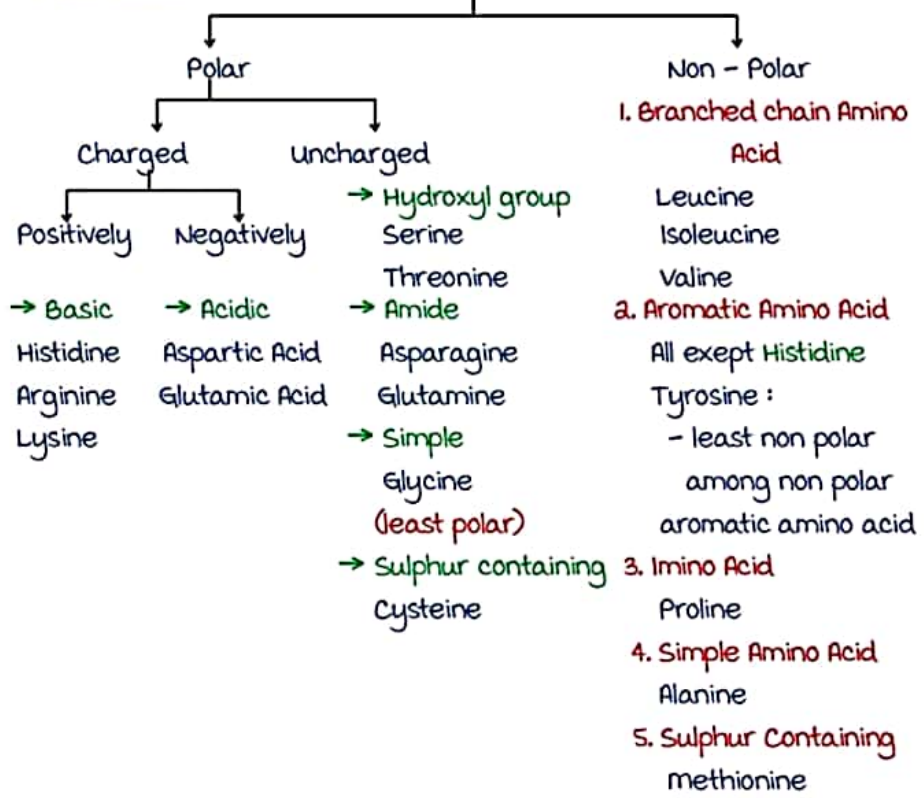 Polar
Charged
Uncharged
Positively
→ Basic
Histidine
Arginine
Lysine
Negatively
→ Acidic
Aspartic Acid
Glutamic Acid
→ Hydroxyl group
Serine
Threonine
→ Amide
Asparagine
Glutamine
→ Simple
Glycine
(least polar)
→ Sulphur containing
Cysteine
Non - Polar
1. Branched chain Amino
Acid
Leucine
Isoleucine
Valine
2. Aromatic Amino Acid
All exept Histidine
Tyrosine :
- least non polar
among non polar
aromatic amino acid
3. Imino Acid
Proline
4. Simple Amino Acid
Alanine
5. Sulphur Containing
methionine